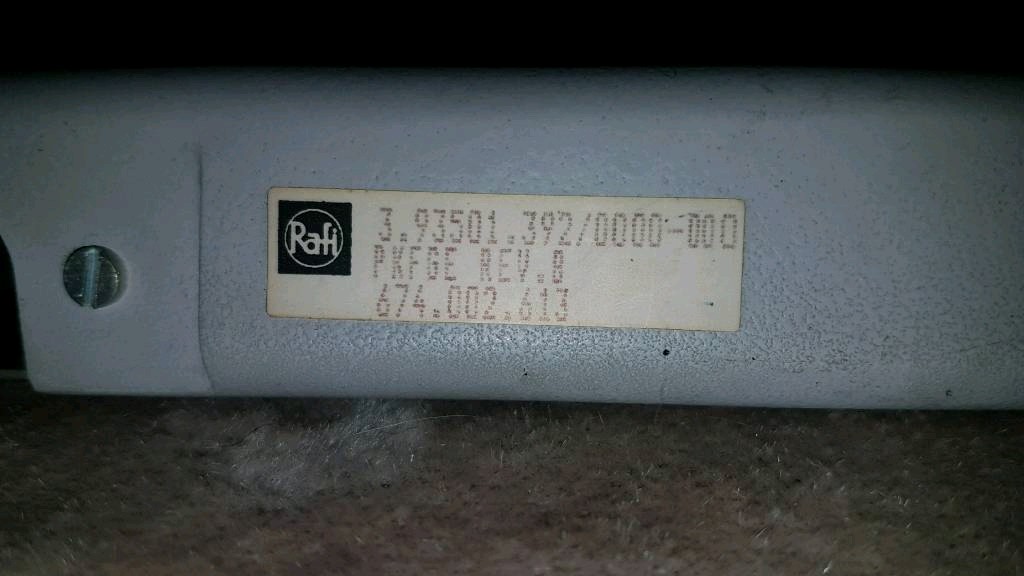 Rafi
3.93501.392/0000-000
PKFGE REV.A
674.002.613